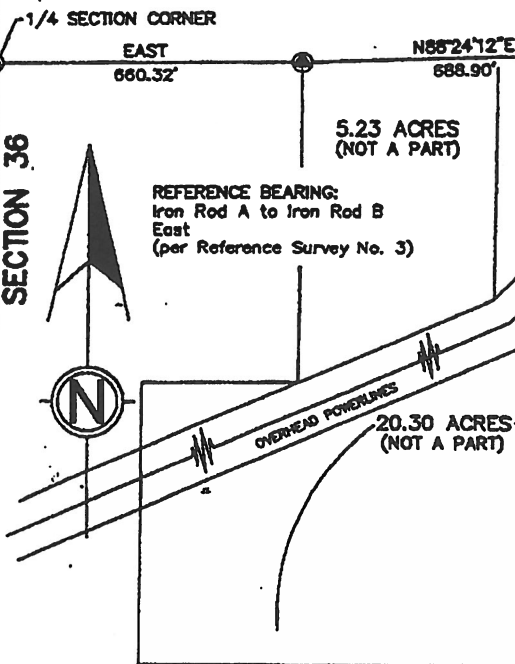 1/4 SECTION CORNER
EAST
660.32'
N88°24'12"E
688.90'
5.23 ACRES
(NOT A PART)
SECTION 36
REFERENCE BEARING:
Iron Rod A to Iron Rod B
East
(per Reference Survey No. 3)
N
OVERHEAD POWERLINES
20.30 ACRES
(NOT A PART)